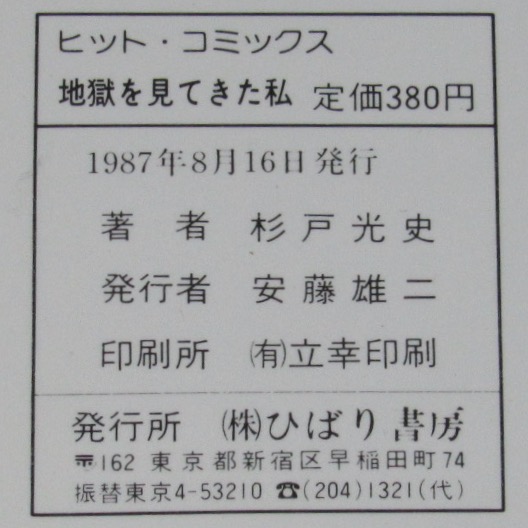 ヒット・コミックス
地獄を見てきた私 定価380円
1987年8月16日発行
著 者 杉戸光史
発行者 安藤雄二
印刷所 ㈲立幸印刷
発行所 ㈱ひばり書房
〒162 東京都新宿区早稲田町74
振替東京4-53210 ☎(204)1321(代)